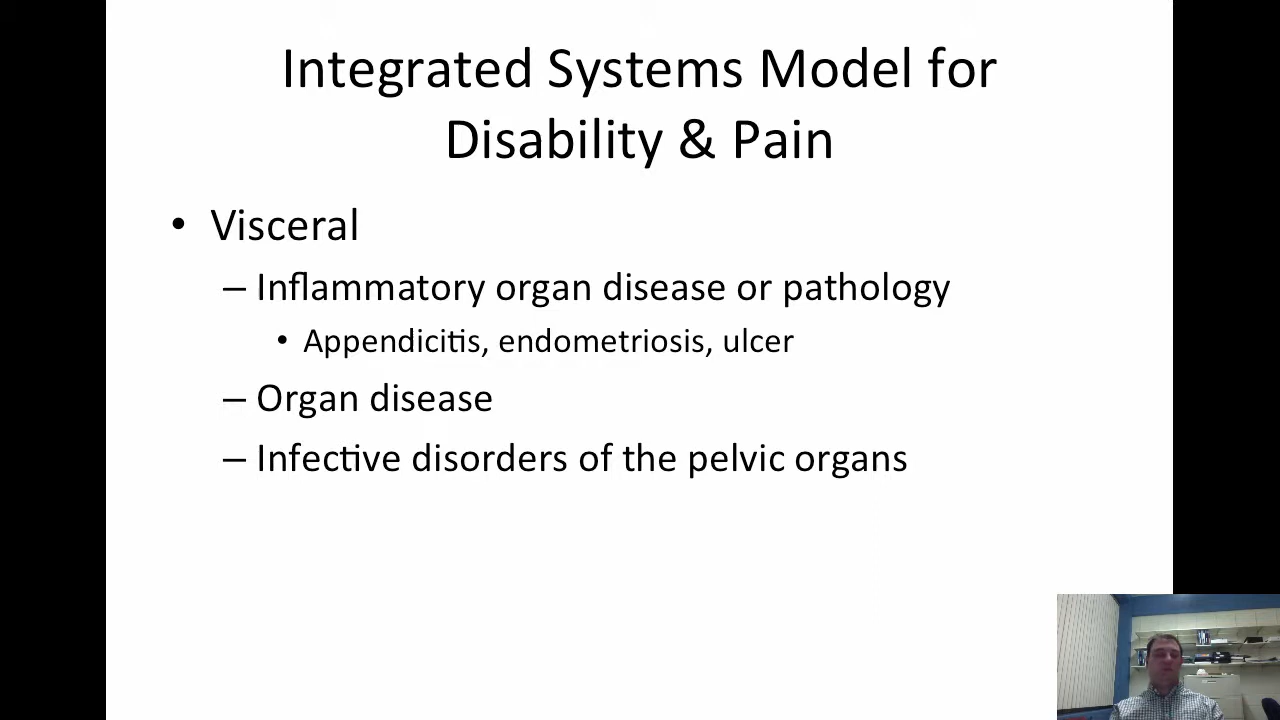 Integrated Systems Model for
Disability & Pain
• Visceral
– Inflammatory organ disease or pathology
• Appendicitis, endometriosis, ulcer
– Organ disease
– Infective disorders of the pelvic organs